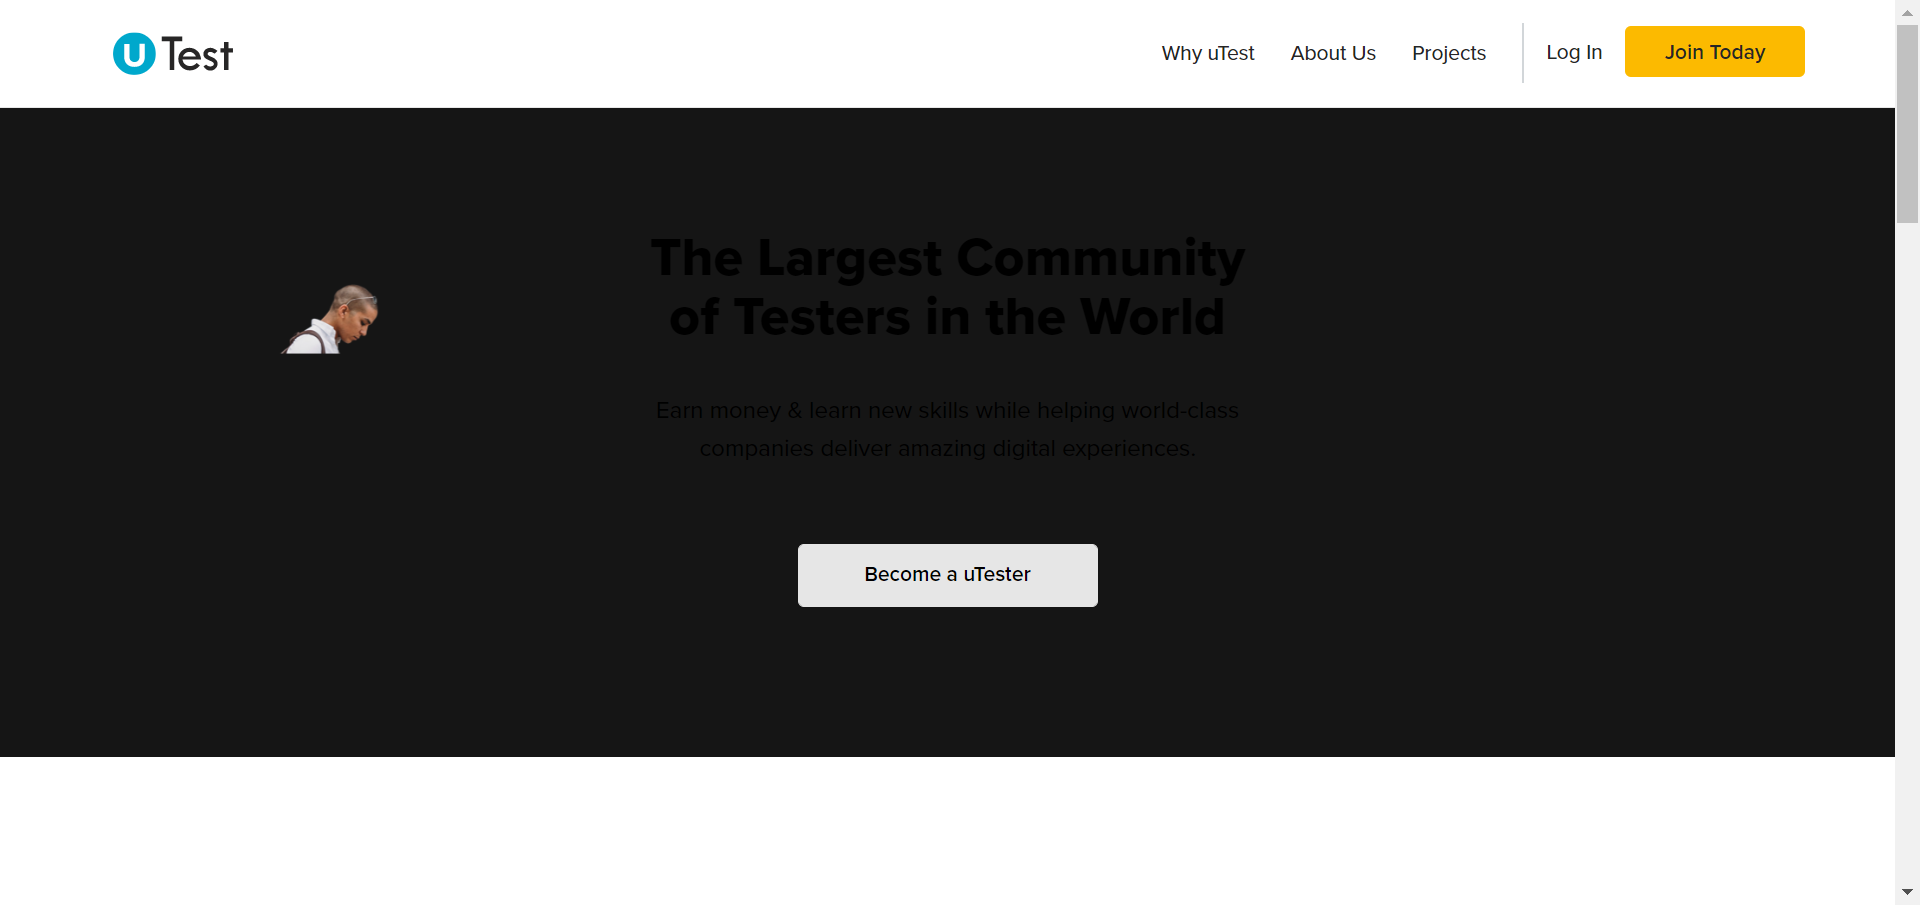 uTest
Why uTest
About Us
Projects
Log In
Join Today
The Largest Community
of Testers in the World
Earn money & learn new skills while helping world-class
companies deliver amazing digital experiences.
Become a uTester